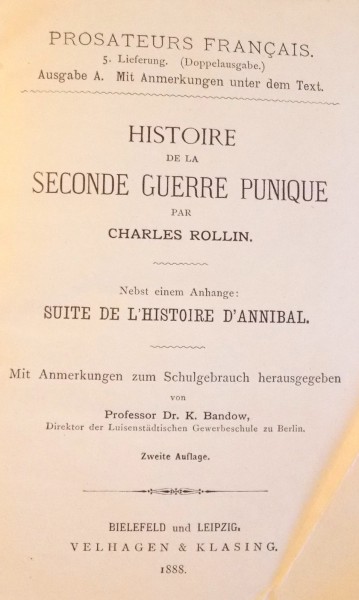 PROSATEURS FRANÇAIS.
5. Lieferung. (Doppelausgabe.)
Ausgabe A. Mit Anmerkungen unter dem Text.
HISTOIRE
DE LA
SECONDE GUERRE PUNIQUE
PAR
CHARLES ROLLIN.
Nebst einem Anhange:
SUITE DE L'HISTOIRE D'ANNIBAL.
Mit Anmerkungen zum Schulgebrauch herausgegeben
von
Professor Dr. K. Bandow,
Direktor der Luisenstädtischen Gewerbeschule zu Berlin.
Zweite Auflage.
BIELEFELD und LEIPZIG,
VELHAGEN & KLASING.
1888.